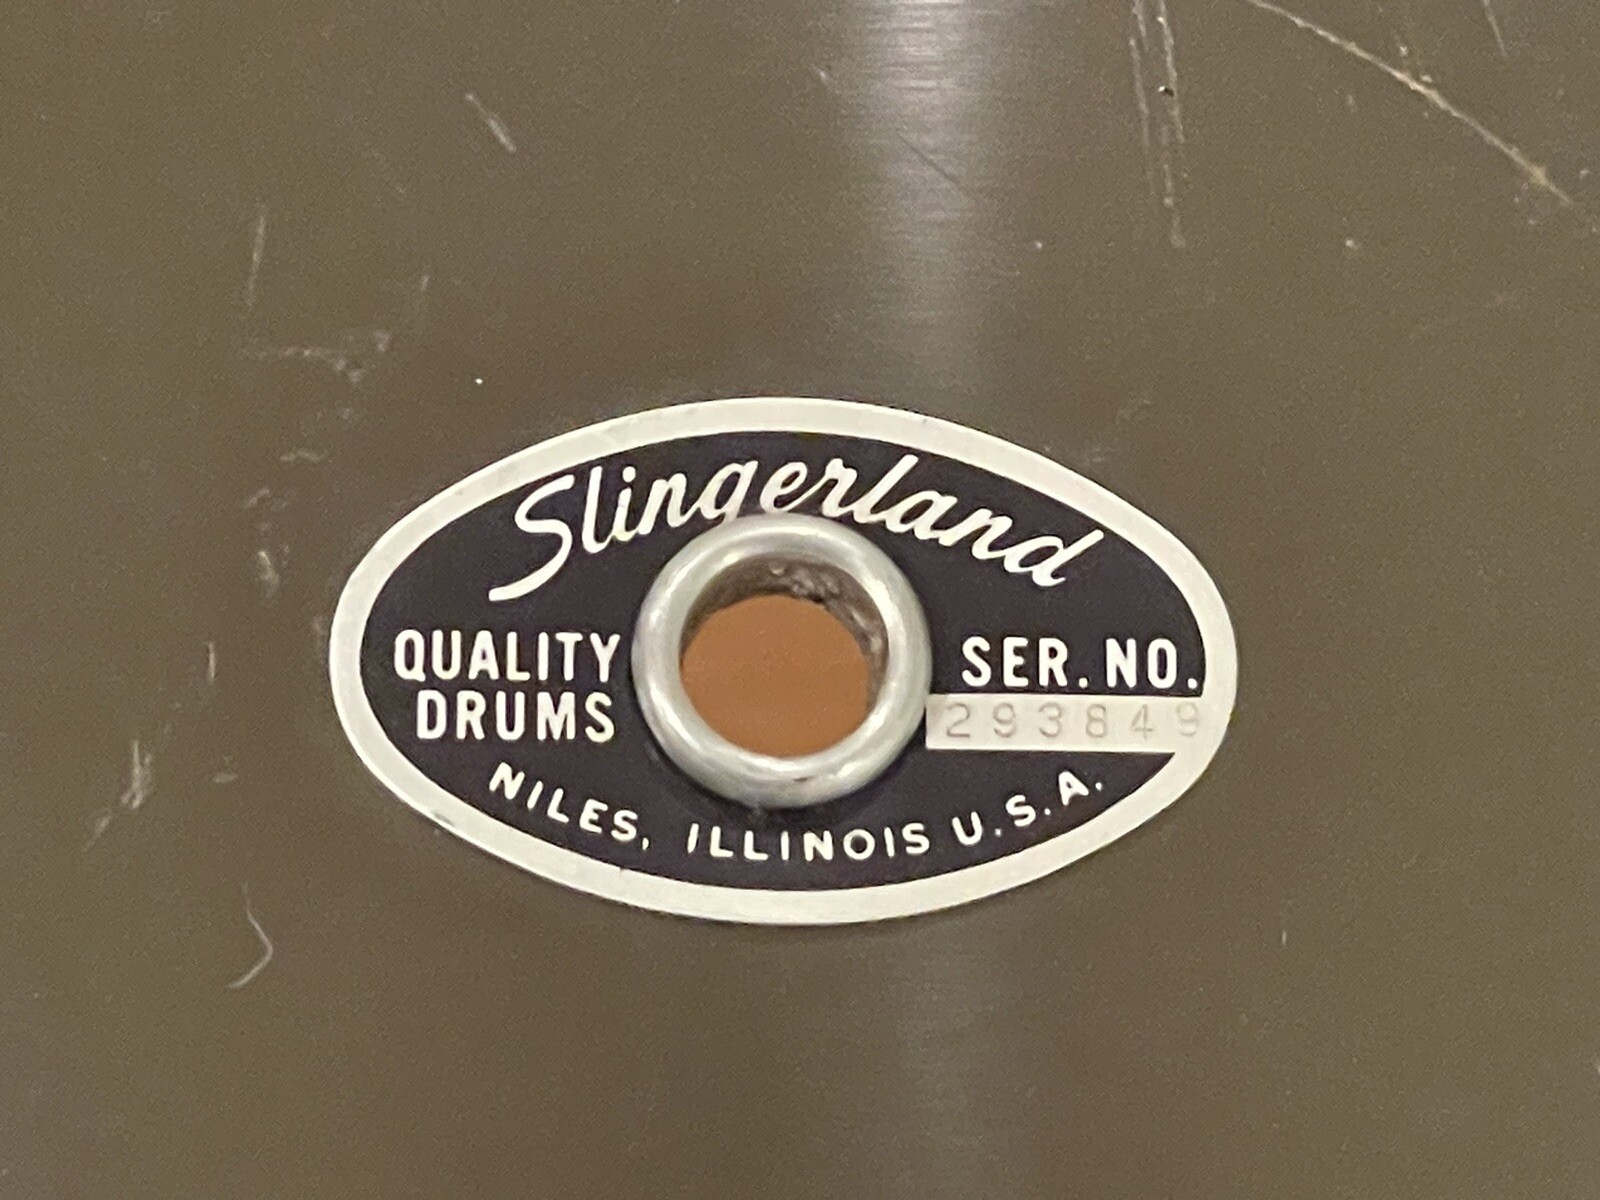 Slingerland
QUALITY
DRUMS
SER. NO.
293849
NILES, ILLINOIS U.S.A.